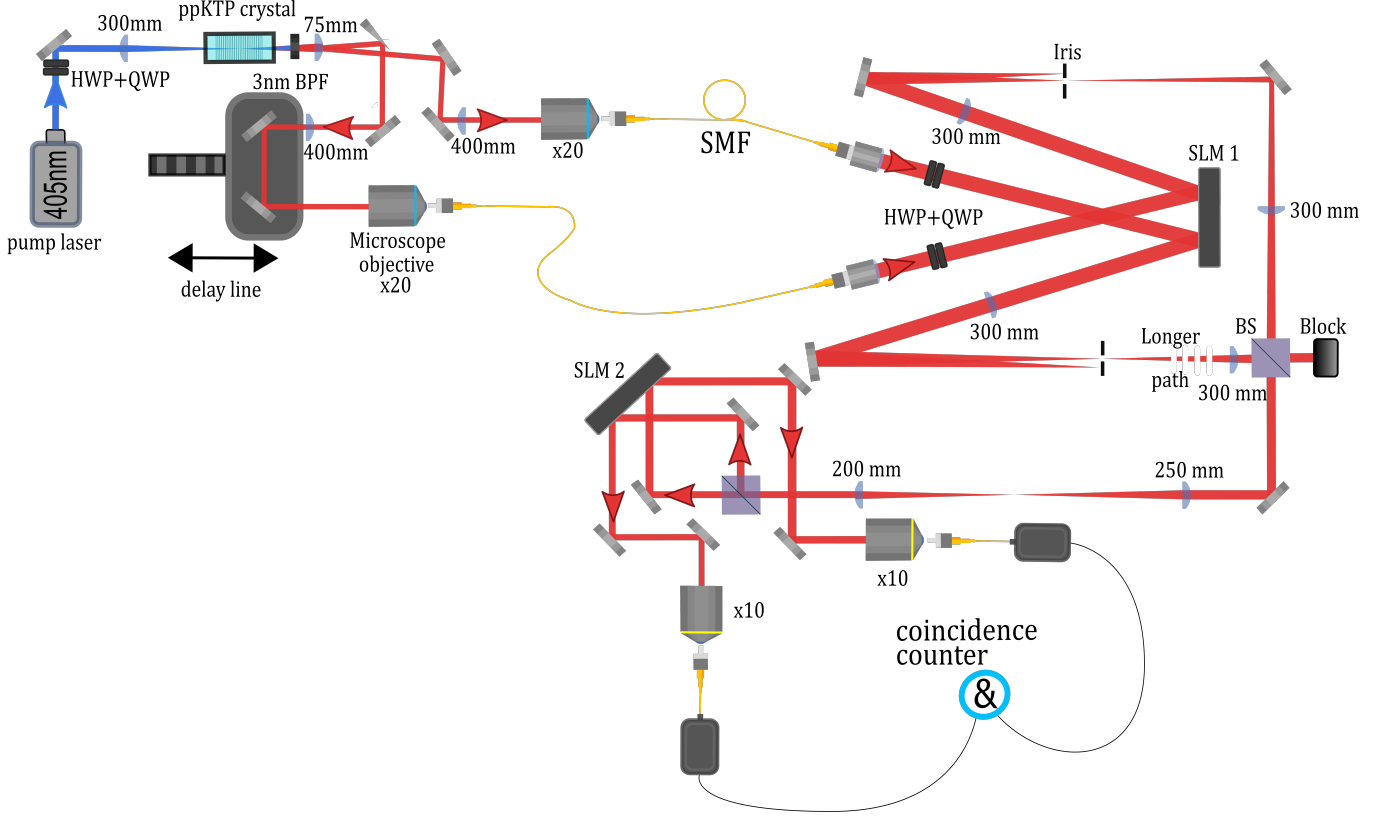 ppKTP crystal
300mm
75mm
HWP+QWP
3nm BPF
405nm
pump laser
400mm
400mm
x20
SMF
Microscope
objective
x20
delay line
HWP+QWP
Iris
300 mm
SLM 1
300 mm
300 mm
Longer
path
BS
Block
300 mm
SLM 2
200 mm
250 mm
x10
x10
coincidence
counter
&